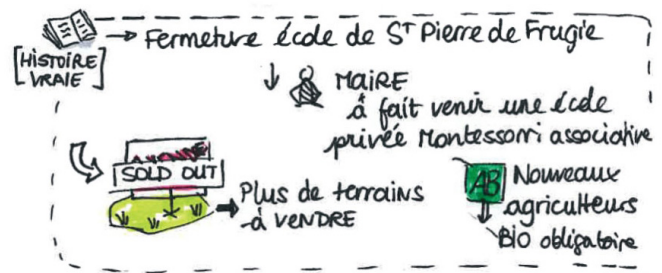 → Fermeture école de Sᵀ Pierre de Frugie
[HISTOIRE
VRAIE]
MAIRE
à fait venir une école
privée Montessori associative
SOLD OUT
→ Plus de terrains
à VENDRE
AB Nouveaux
agriculteurs
BIO obligatoire